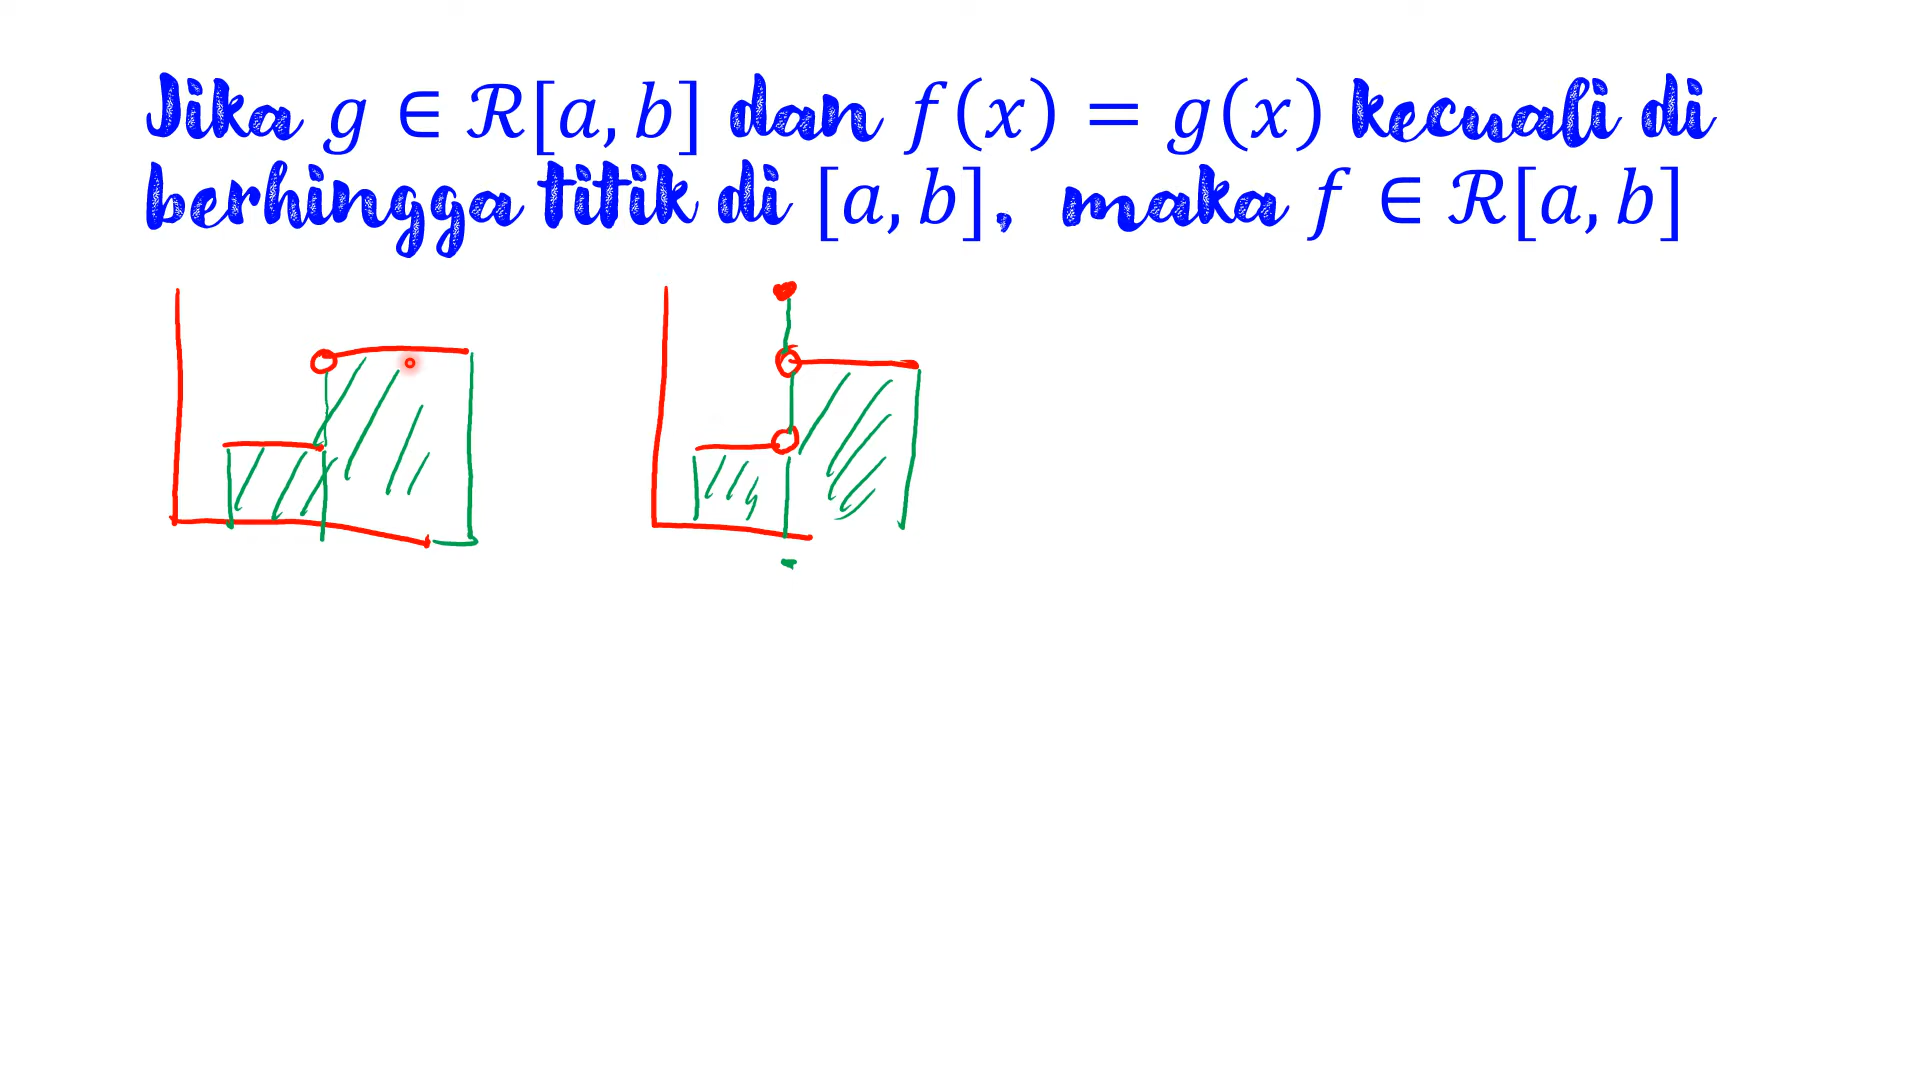 Jika g ∈ ℛ[a, b] dan f(x) = g(x) kecuali di
berhingga titik di [a, b], maka f ∈ ℛ[a, b]